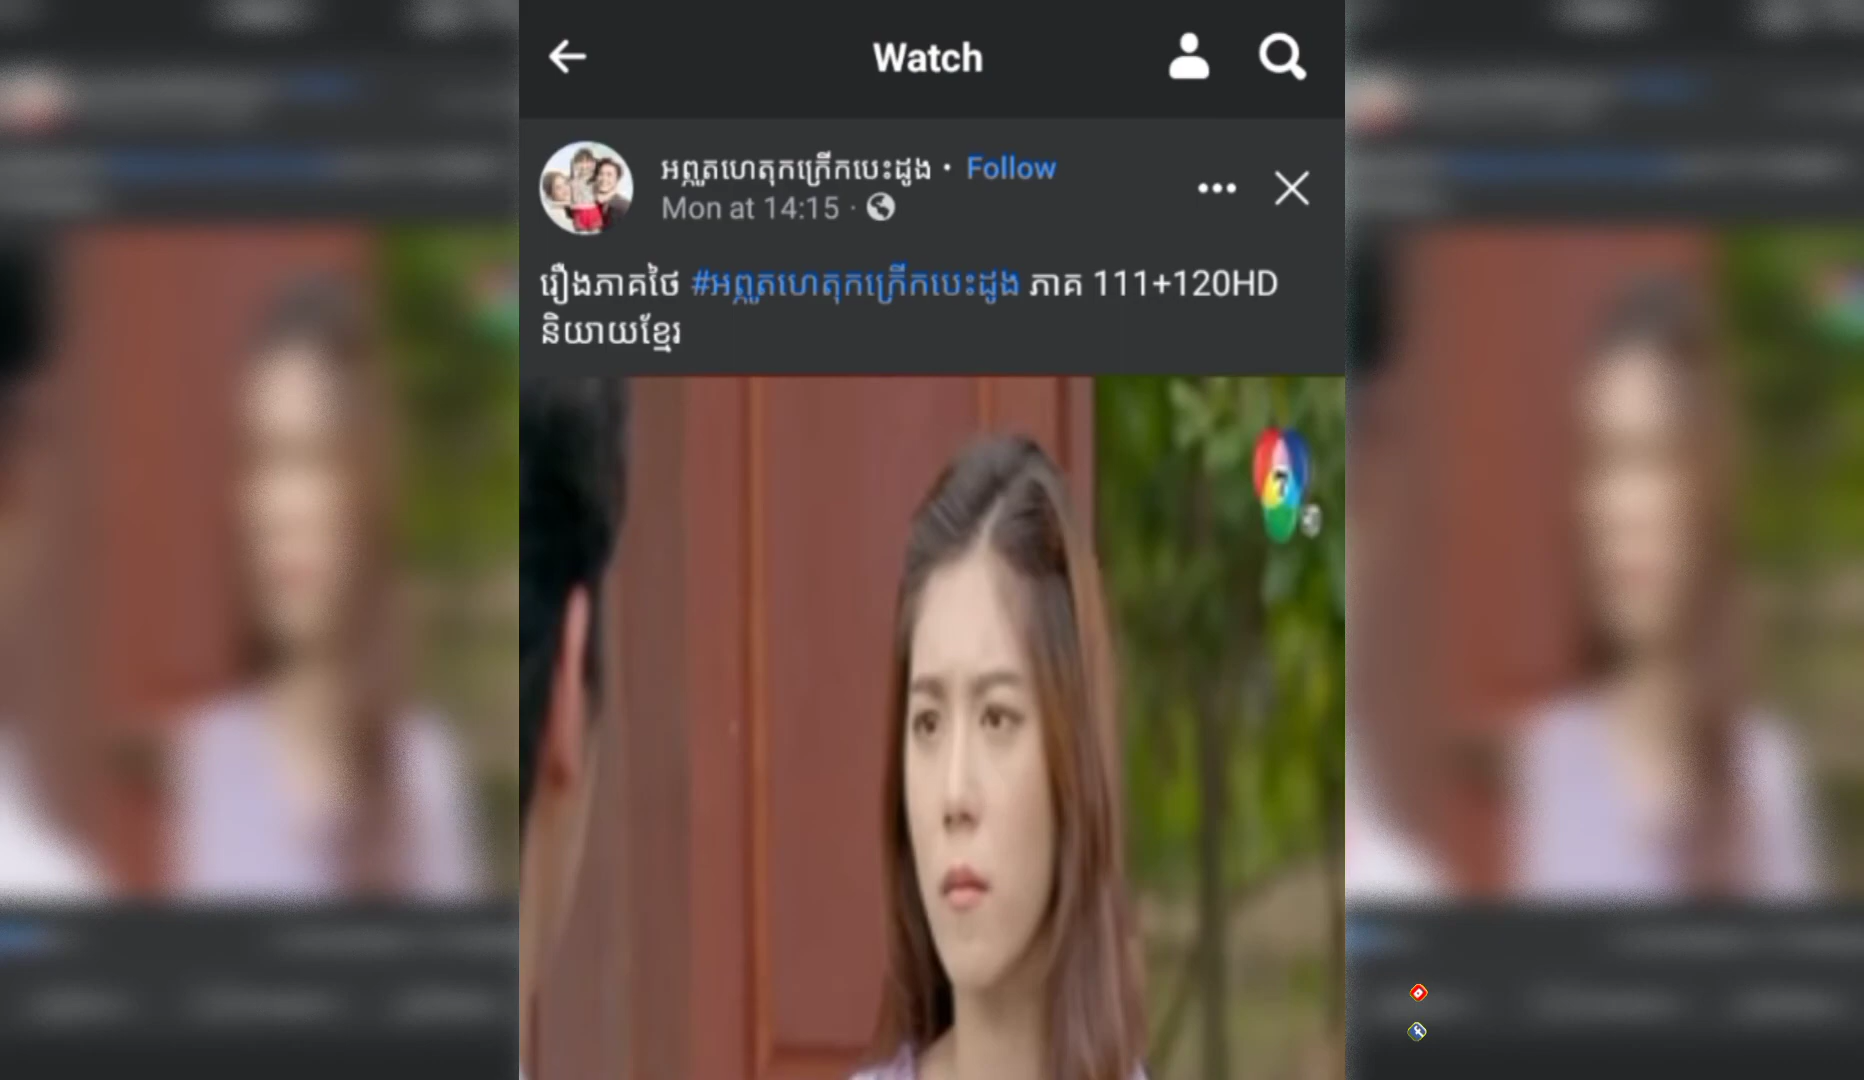 Watch
អព្ភូតហេតុកក្រើកបេះដូង · Follow
Mon at 14:15 ·
រឿងភាគថៃ #អព្ភូតហេតុកក្រើកបេះដូង ភាគ 111+120HD
និយាយខ្មែរ
7